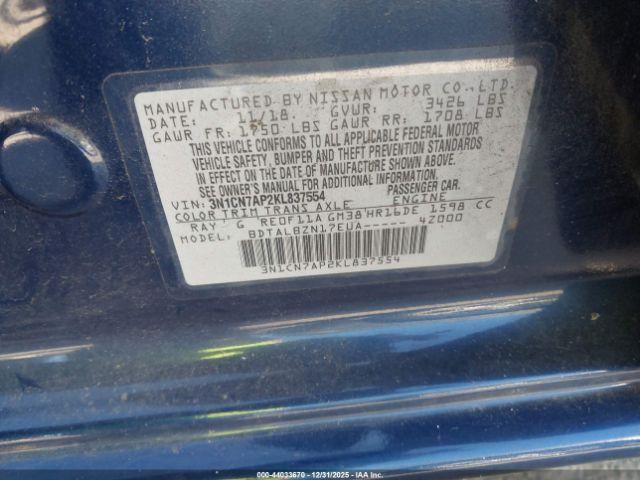 MANUFACTURED BY NISSAN MOTOR CO., LTD.
DATE: 11/18. GVWR: 3426 LBS
GAWR FR: 1750 LBS GAWR RR: 1708 LBS
THIS VEHICLE CONFORMS TO ALL APPLICABLE FEDERAL MOTOR
VEHICLE SAFETY, BUMPER AND THEFT PREVENTION STANDARDS
IN EFFECT ON THE DATE OF MANUFACTURE SHOWN ABOVE.
SEE OWNER'S MANUAL FOR ADDITIONAL INFORMATION.
VIN: 3N1CN7AP2KL837554 PASSENGER CAR.
COLOR TRIM TRANS AXLE ENGINE
RAY G RE0F11A GM38 HR16DE 1598 CC
MODEL: BDTALBZN17EUA----- 42000
3N1CN7AP2KL837554
000-44033670 - 12/31/2025 - IAA